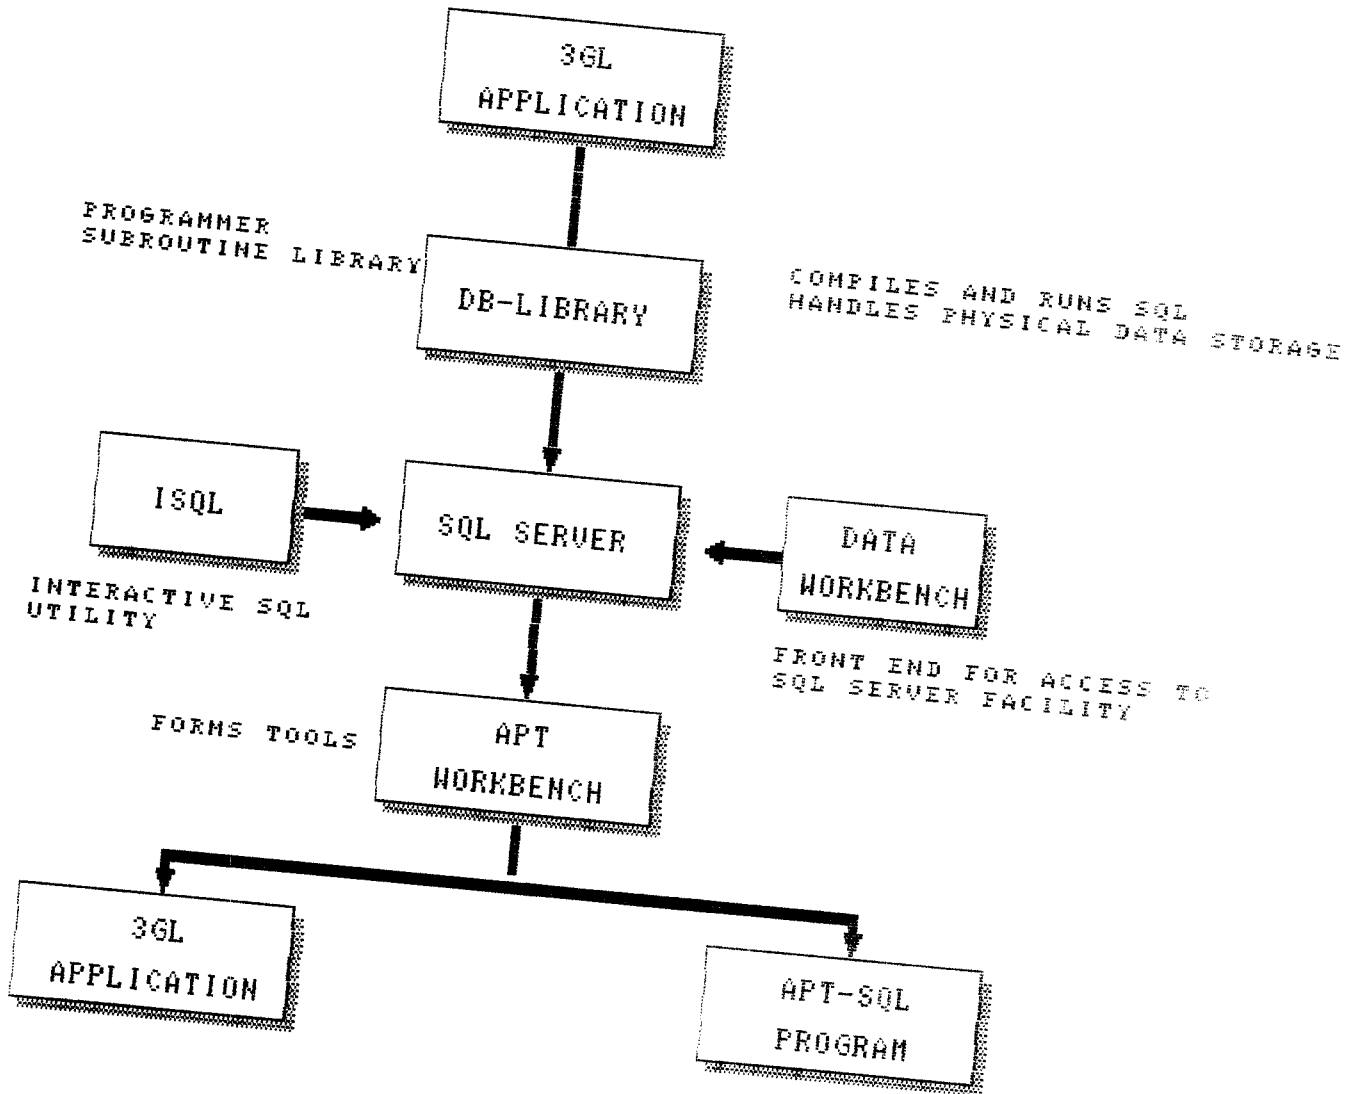 3GL
APPLICATION
PROGRAMMER
SUBROUTINE LIBRARY
DB-LIBRARY
COMPILES AND RUNS SQL
HANDLES PHYSICAL DATA STORAGE
ISQL
SQL SERVER
DATA
WORKBENCH
INTERACTIVE SQL
UTILITY
FRONT END FOR ACCESS TO
SQL SERVER FACILITY
FORMS TOOLS
APT
WORKBENCH
3GL
APPLICATION
APT-SQL
PROGRAM